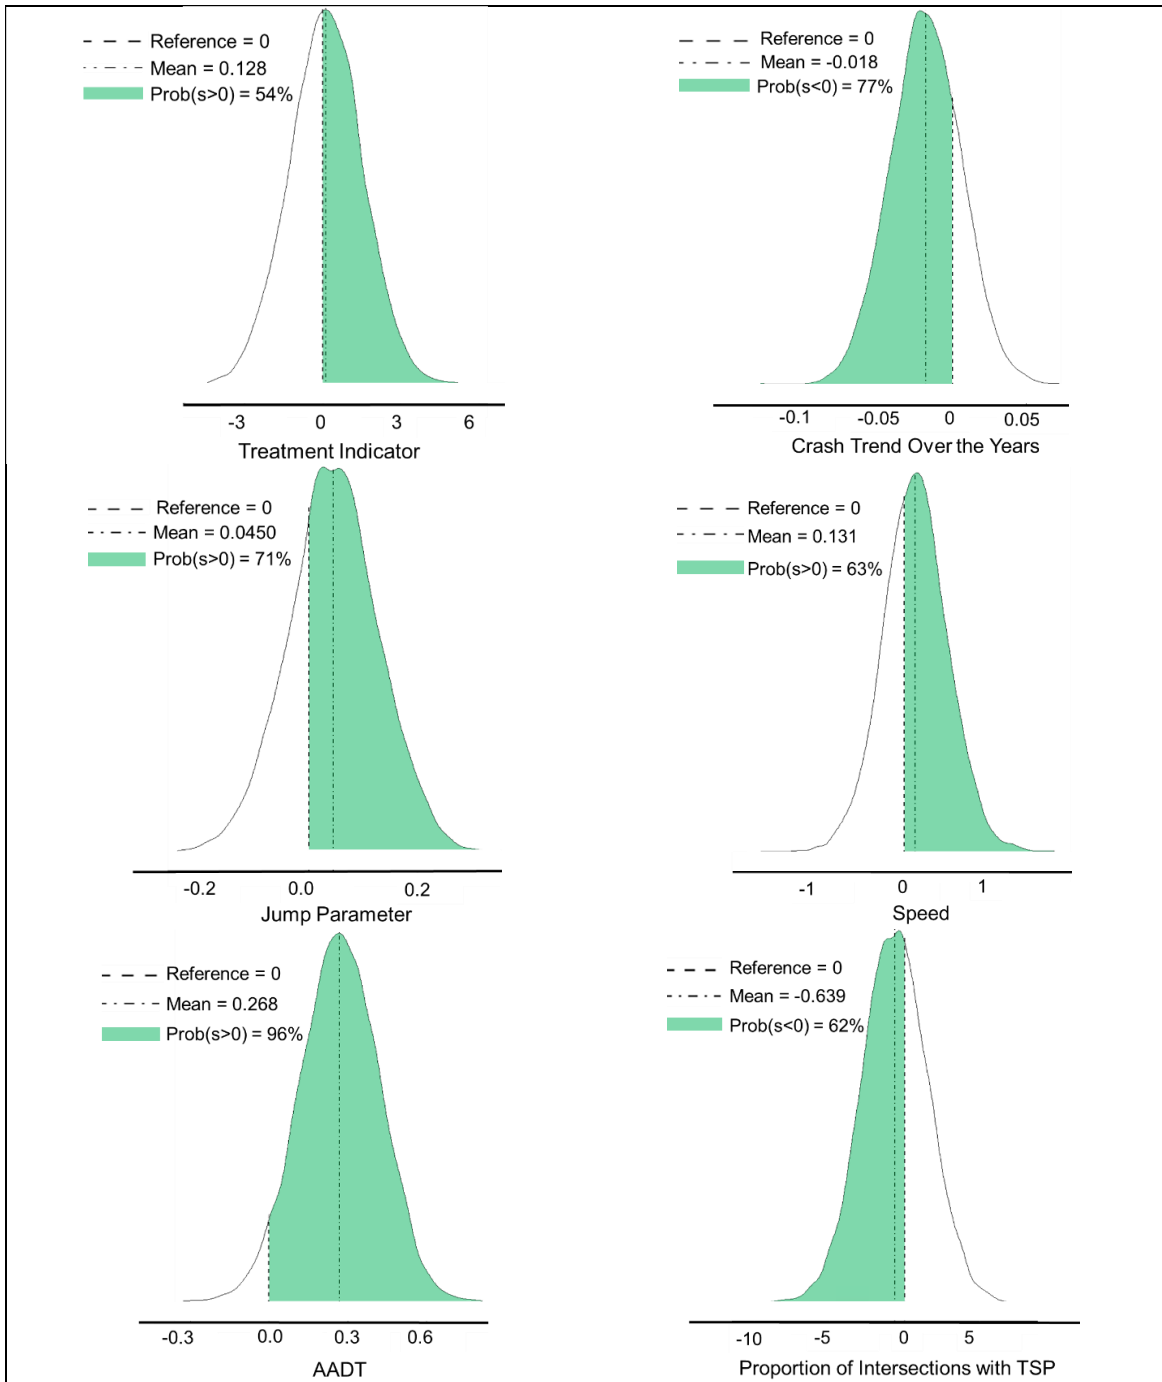 Reference = 0
Mean = 0.128
Prob(s>0) = 54%
-3 0 3 6
Treatment Indicator
Reference = 0
Mean = -0.018
Prob(s<0) = 77%
-0.1 -0.05 0 0.05
Crash Trend Over the Years
Reference = 0
Mean = 0.0450
Prob(s>0) = 71%
-0.2 0.0 0.2
Jump Parameter
Reference = 0
Mean = 0.131
Prob(s>0) = 63%
-1 0 1
Speed
Reference = 0
Mean = 0.268
Prob(s>0) = 96%
-0.3 0.0 0.3 0.6
AADT
Reference = 0
Mean = -0.639
Prob(s<0) = 62%
-10 -5 0 5
Proportion of Intersections with TSP